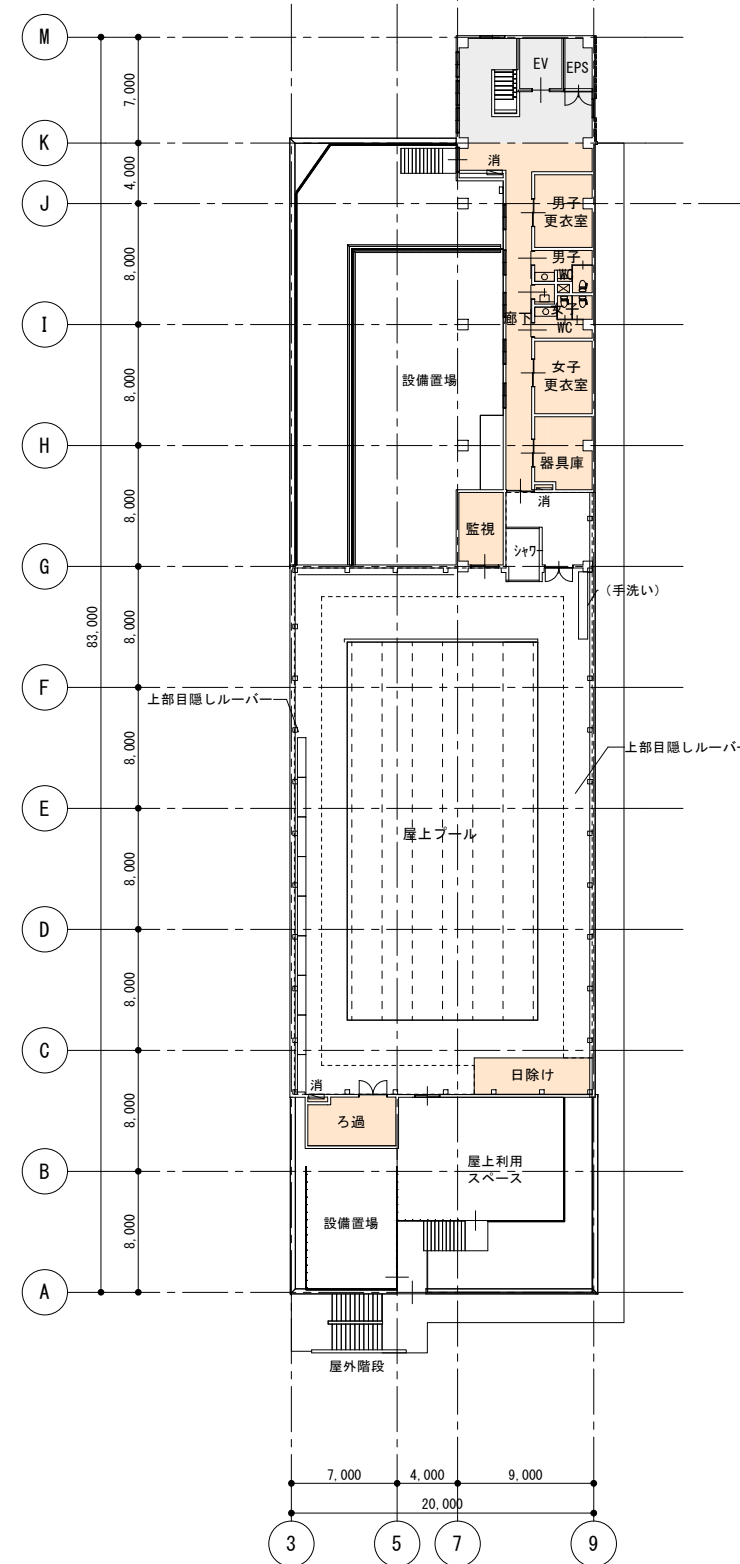 M
EV
EPS
7,000
K
消
4,000
J
男子
更衣室
8,000
男子
WC
I
廊下
女子
WC
8,000
設備置場
女子
更衣室
H
器具庫
8,000
消
監視
シャワー
G
(手洗い)
83,000
8,000
F
上部目隠しルーバー
8,000
上部目隠しルーバー
E
屋上プール
8,000
D
8,000
C
日除け
消
8,000
ろ過
B
屋上利用
スペース
設備置場
8,000
A
屋外階段
7,000 4,000 9,000
20,000
3 5 7 9